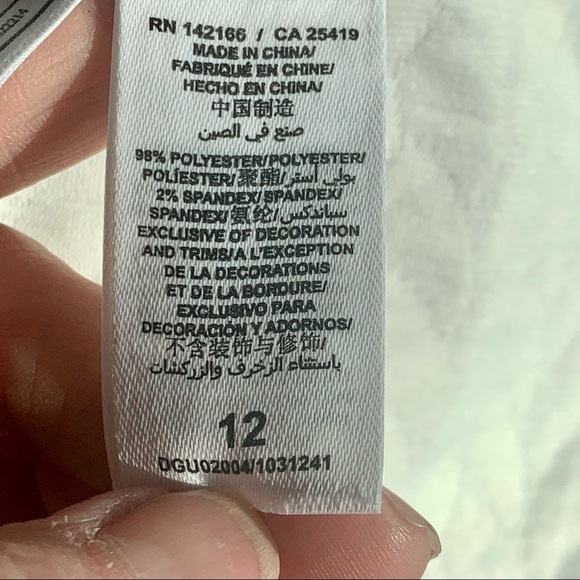 RN 142166 / CA 25419
MADE IN CHINA/
FABRIQUÉ EN CHINE/
HECHO EN CHINA/
中国制造
صنع في الصين
98% POLYESTER/POLYESTER/
POLÍESTER/聚酯/بولي استر/
2% SPANDEX/SPANDEX/
SPANDEX/氨纶/سباندكس/
EXCLUSIVE OF DECORATION
AND TRIMS/A L'EXCEPTION
DE LA DECORATIONS
ET DE LA BORDURE/
EXCLUSIVO PARA
DECORACIÓN Y ADORNOS/
不含装饰与修饰/
باستثناء الزخرف والزركشات
12
DGU02004/1031241